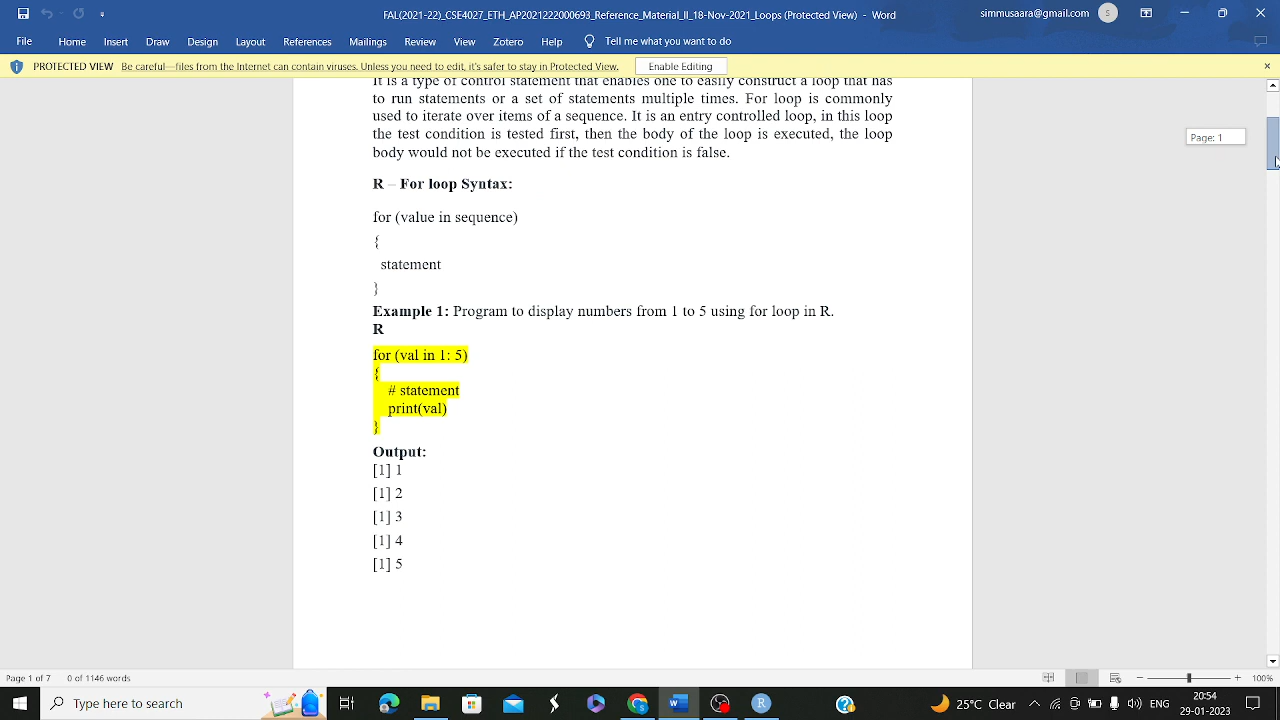 FAL(2021-22)_CSE4027_ETH_AP2021222000693_Reference_Material_II_18-Nov-2021_Loops (Protected View) - Word
simmusaara@gmail.com
S
File Home Insert Draw Design Layout References Mailings Review View Zotero Help Tell me what you want to do
PROTECTED VIEW Be careful—files from the Internet can contain viruses. Unless you need to edit, it's safer to stay in Protected View. Enable Editing
It is a type of control statement that enables one to easily construct a loop that has
to run statements or a set of statements multiple times. For loop is commonly
used to iterate over items of a sequence. It is an entry controlled loop, in this loop
the test condition is tested first, then the body of the loop is executed, the loop
body would not be executed if the test condition is false.
Page: 1
R – For loop Syntax:
for (value in sequence)
{
statement
}
Example 1: Program to display numbers from 1 to 5 using for loop in R.
R
for (val in 1: 5)
{
# statement
print(val)
}
Output:
[1] 1
[1] 2
[1] 3
[1] 4
[1] 5
Page 1 of 7 0 of 1146 words 100%
Type here to search
25°C Clear
ENG
20:54
29-01-2023